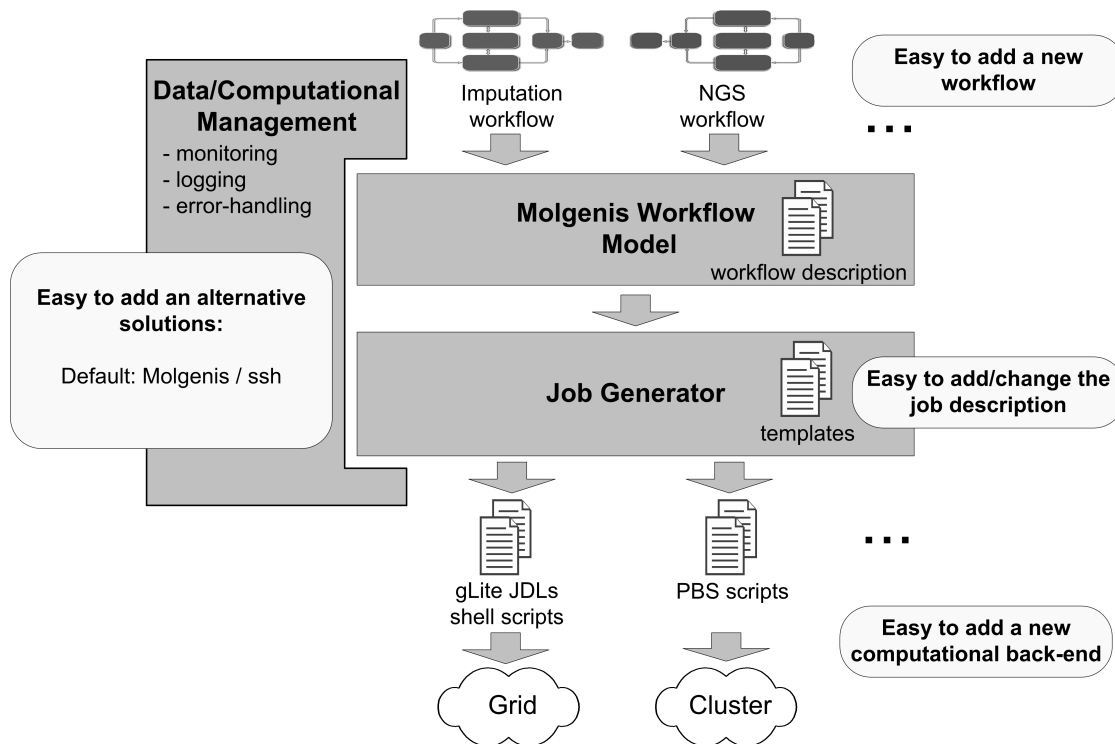 Imputation
workflow
NGS
workflow
Easy to add a new
workflow
...
Data/Computational
Management
- monitoring
- logging
- error-handling
Molgenis Workflow
Model
workflow description
Easy to add an alternative
solutions:
Default: Molgenis / ssh
Job Generator
templates
Easy to add/change the
job description
gLite JDLs
shell scripts
PBS scripts
...
Easy to add a new
computational back-end
Grid
Cluster